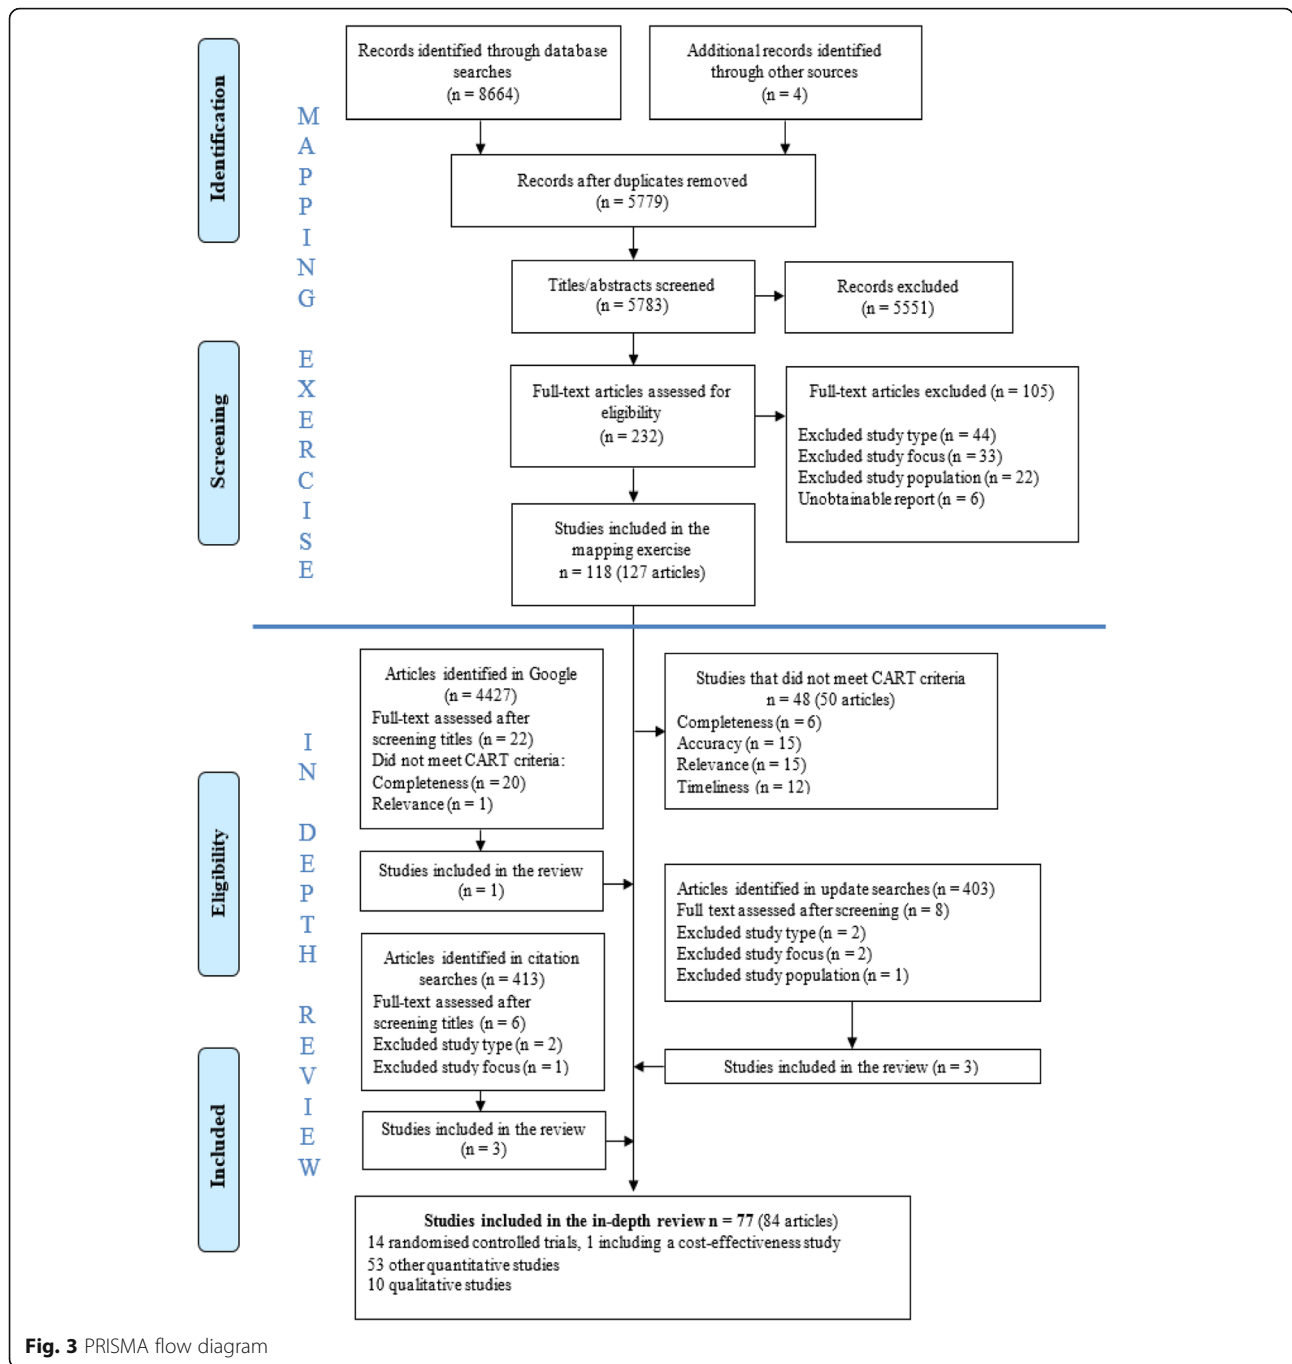 Identification
Screening
Eligibility
Included
MAPPING EXERCISE
IN DEPTH REVIEW
Records identified through database
searches
(n = 8664)
Additional records identified
through other sources
(n = 4)
Records after duplicates removed
(n = 5779)
Titles/abstracts screened
(n = 5783)
Records excluded
(n = 5551)
Full-text articles assessed for
eligibility
(n = 232)
Full-text articles excluded (n = 105)
Excluded study type (n = 44)
Excluded study focus (n = 33)
Excluded study population (n = 22)
Unobtainable report (n = 6)
Studies included in the
mapping exercise
n = 118 (127 articles)
Articles identified in Google
(n = 4427)
Full-text assessed after
screening titles (n = 22)
Did not meet CART criteria:
Completeness (n = 20)
Relevance (n = 1)
Studies that did not meet CART criteria
n = 48 (50 articles)
Completeness (n = 6)
Accuracy (n = 15)
Relevance (n = 15)
Timeliness (n = 12)
Studies included in the review
(n = 1)
Articles identified in update searches (n = 403)
Full text assessed after screening (n = 8)
Excluded study type (n = 2)
Excluded study focus (n = 2)
Excluded study population (n = 1)
Articles identified in citation
searches (n = 413)
Full-text assessed after
screening titles (n = 6)
Excluded study type (n = 2)
Excluded study focus (n = 1)
Studies included in the review (n = 3)
Studies included in the review
(n = 3)
Studies included in the in-depth review n = 77 (84 articles)
14 randomised controlled trials, 1 including a cost-effectiveness study
53 other quantitative studies
10 qualitative studies
Fig. 3 PRISMA flow diagram